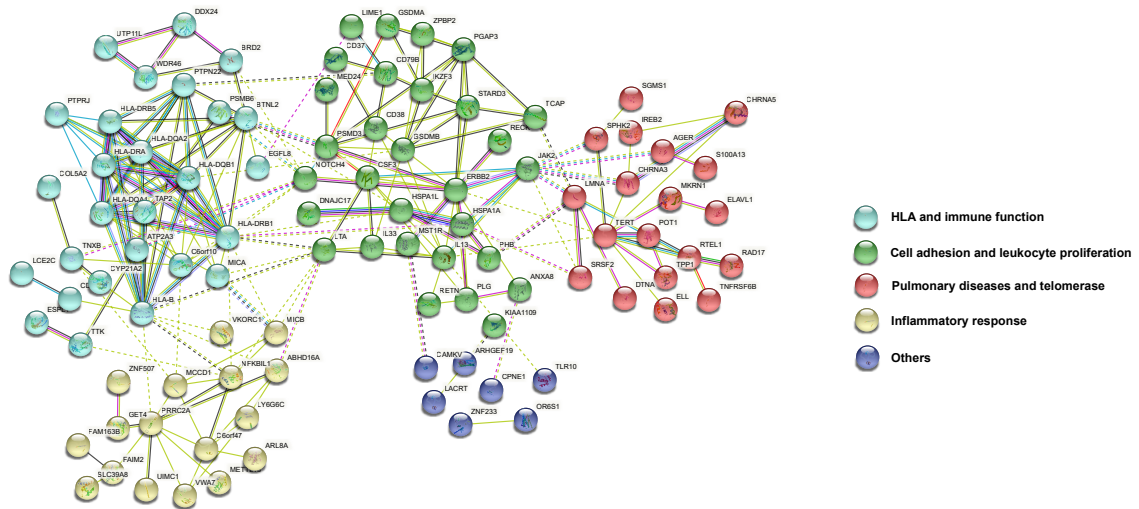 DDX24
UTP11L
BRD2
WDR46
PTPN22
PTPRJ
HLA-DRB5
PSMB6
BTNL2
HLA-DQA2
HLA-DRA
HLA-DQB1
EGFL8
COL5A2
HLA-DQA1
TAP2
HLA-DRB1
ATP2A3
C6orf10
TNXB
MICA
CYP21A2
LCE2C
HLA-B
TTK
LIME1
GSDMA
ZPBP2
CD37
PGAP3
CD79B
MED24
IKZF3
STARD3
TCAP
CD38
PSMD3
GSDMB
RECK
NOTCH4
CSF3
JAK2
ERBB2
DNAJC17
HSPA1L
HSPA1A
LTA
IL33
MST1R
IL13
PHB
RETN
PLG
ANXA8
KIAA1109
SGMS1
CHRNA5
SPHK2
IREB2
AGER
S100A13
CHRNA3
LMNA
MKRN1
ELAVL1
TERT
POT1
RTEL1
RAD17
SRSF2
TPP1
DTNA
ELL
TNFRSF6B
VKORC1
MICB
ABHD16A
NFKBIL1
MCCD1
ZNF507
GET4
PRRC2A
LY6G6C
C6orf47
FAM163B
ARL8A
FAIM2
SLC39A8
UIMC1
VWA7
CAMKV
ARHGEF19
TLR10
LACRT
CPNE1
ZNF233
OR6S1
HLA and immune function
Cell adhesion and leukocyte proliferation
Pulmonary diseases and telomerase
Inflammatory response
Others